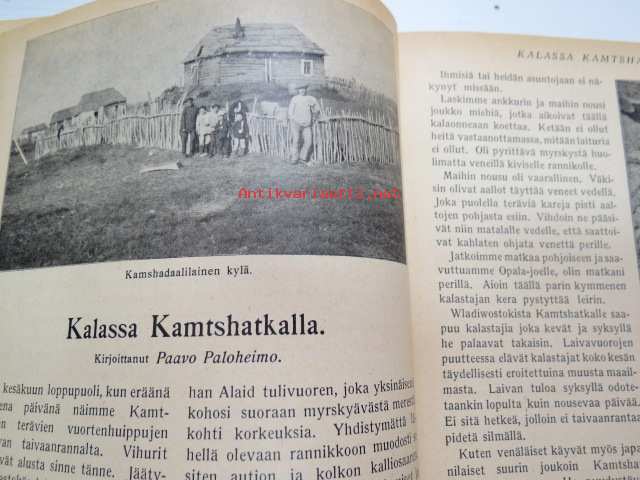 Kamshadaalilainen kylä.
Kalassa Kamtshatkalla.
Kirjoittanut Paavo Paloheimo.
kesäkuun loppupuoli, kun eräänä
päivänä näimme Kamt-
terävien vuortenhuippujen
taivaanrannalta. Vihurit
alusta sinne tänne. Jääty-
han Alaid tulivuoren, joka yksinäisenä
kohosi suoraan myrskyävästä merestä
kohti korkeuksia. Yhdistymättä
hellä olevaan rannikkoon muodosti
siten aution ja kolkon
KALASSA KAMTSHA
Ihmisiä tai heidän asuntojaan ei nä-
kynyt missään.
Laskimme ankkurin ja maihin nousi
joukko miehiä, jotka aikoivat täällä
kalaonneaan koettaa. Ketään ei ollut
heitä vastaanottamassa, mitään laituria
ei ollut. Oli pyrittävä myrskystä huo-
limatta veneillä kiviselle rannikolle.
Maihin nousu oli vaarallinen. Väki-
sin olivat aallot täyttää veneet vedellä.
Joka puolella teräviä kareja pisti aal-
tojen pohjasta esiin. Vihdoin ne pääsi-
vät niin matalalle vedelle, että saattoi-
vat kahlaten ohjata venettä perille.
Jatkoimme matkaa pohjoiseen ja saa-
vuttuamme Opala-joelle, olin matkani
perillä. Aioin täällä parin kymmenen
kalastajan kera pystyttää leirin.
Wladiwostokista Kamtshatkalle saa-
puu kalastajia joka kevät ja syksyllä
he palaavat takaisin. Laivavuorojen
puutteessa elävät kalastajat koko kesän
täydellisesti eroitettuina muusta maail-
masta. Laivan tuloa syksyllä odote-
taankin lopulta kuin nousevaa päivää.
Ei sitä hetkeä, jolloin ei taivaanrantaa
pidetä silmällä.
Kuten venäläiset käyvät myös japa-
nilaiset suurin joukoin Kamtsha
Antikvariaatti.net